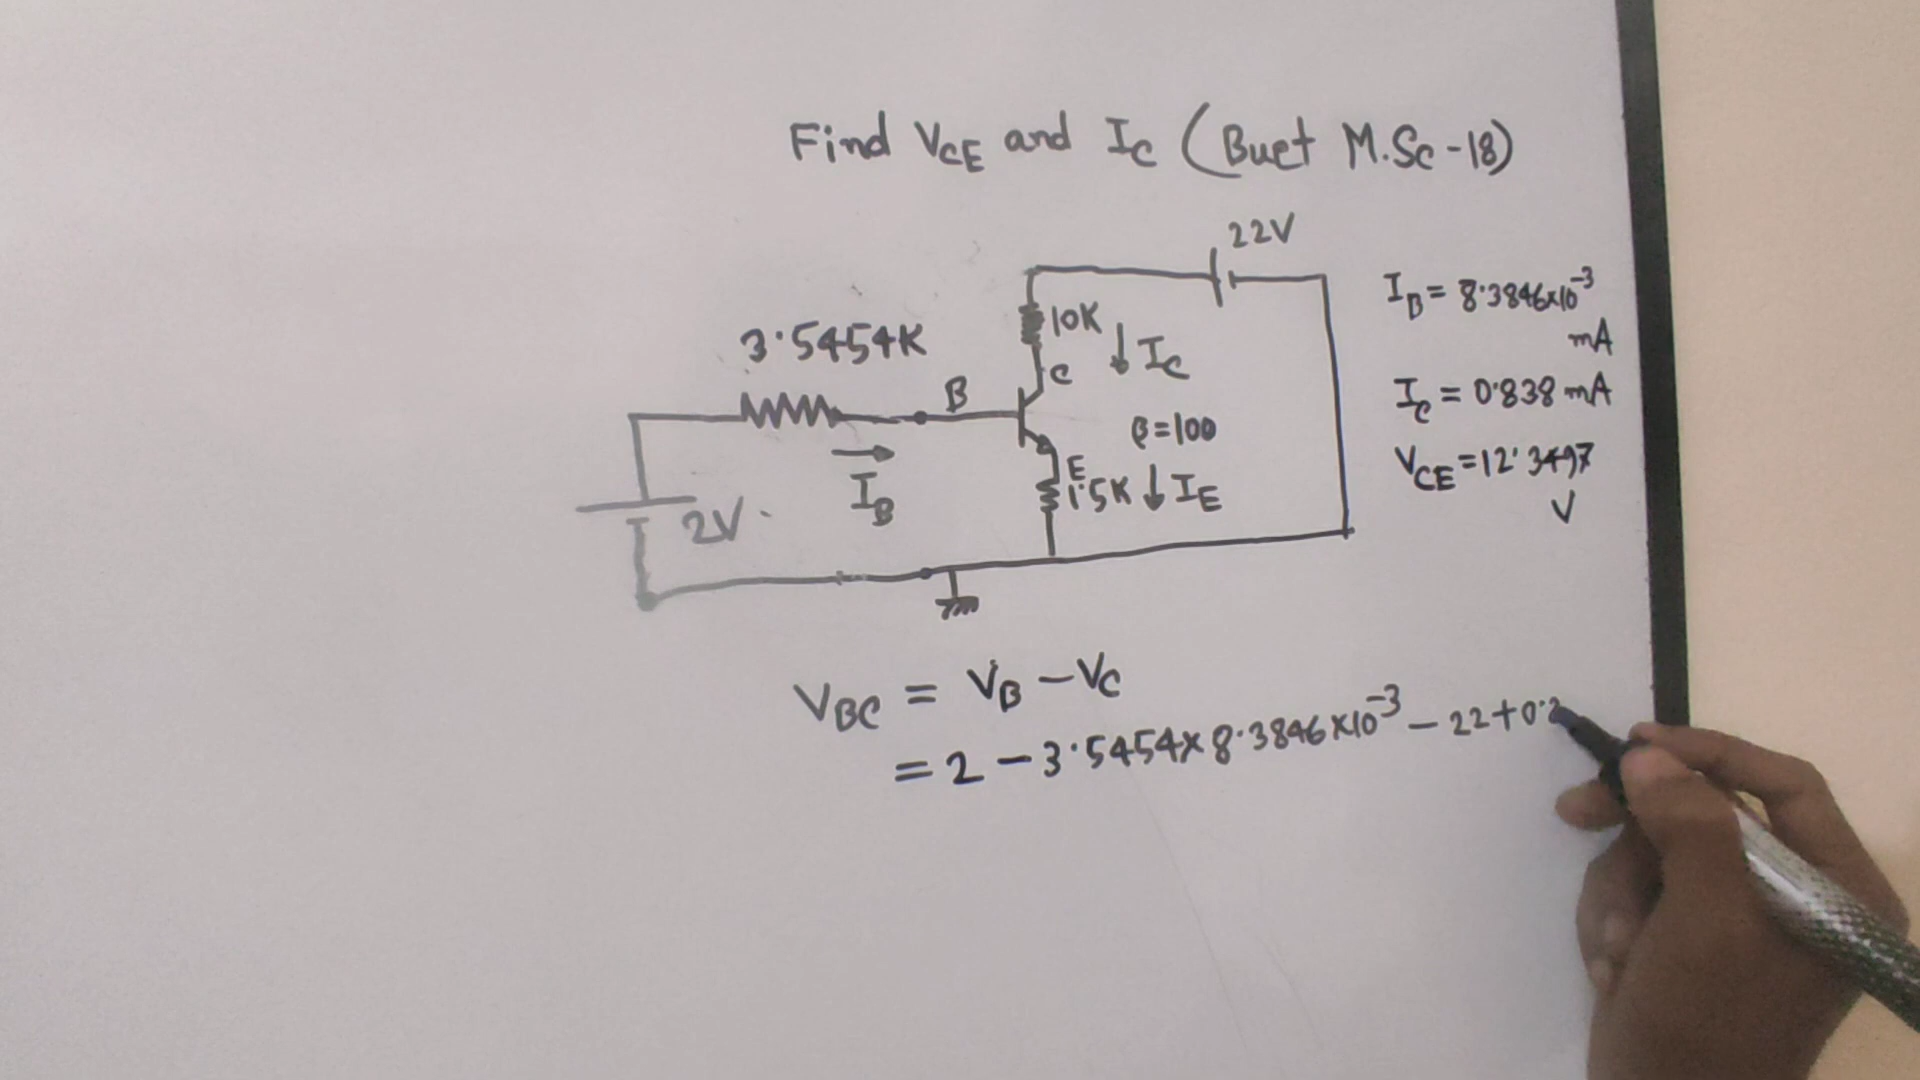 Find VCE and IC (Buet M.Sc-18)
22V
3.5454K
10K
IC
C
B
β=100
IB
E
1.5K
IE
2V
IB = 8.3846×10⁻³
mA
IC = 0.838 mA
VCE = 12.3497
V
VBC = VB - VC
= 2 - 3.5454×8.3846×10⁻³ - 22+0.